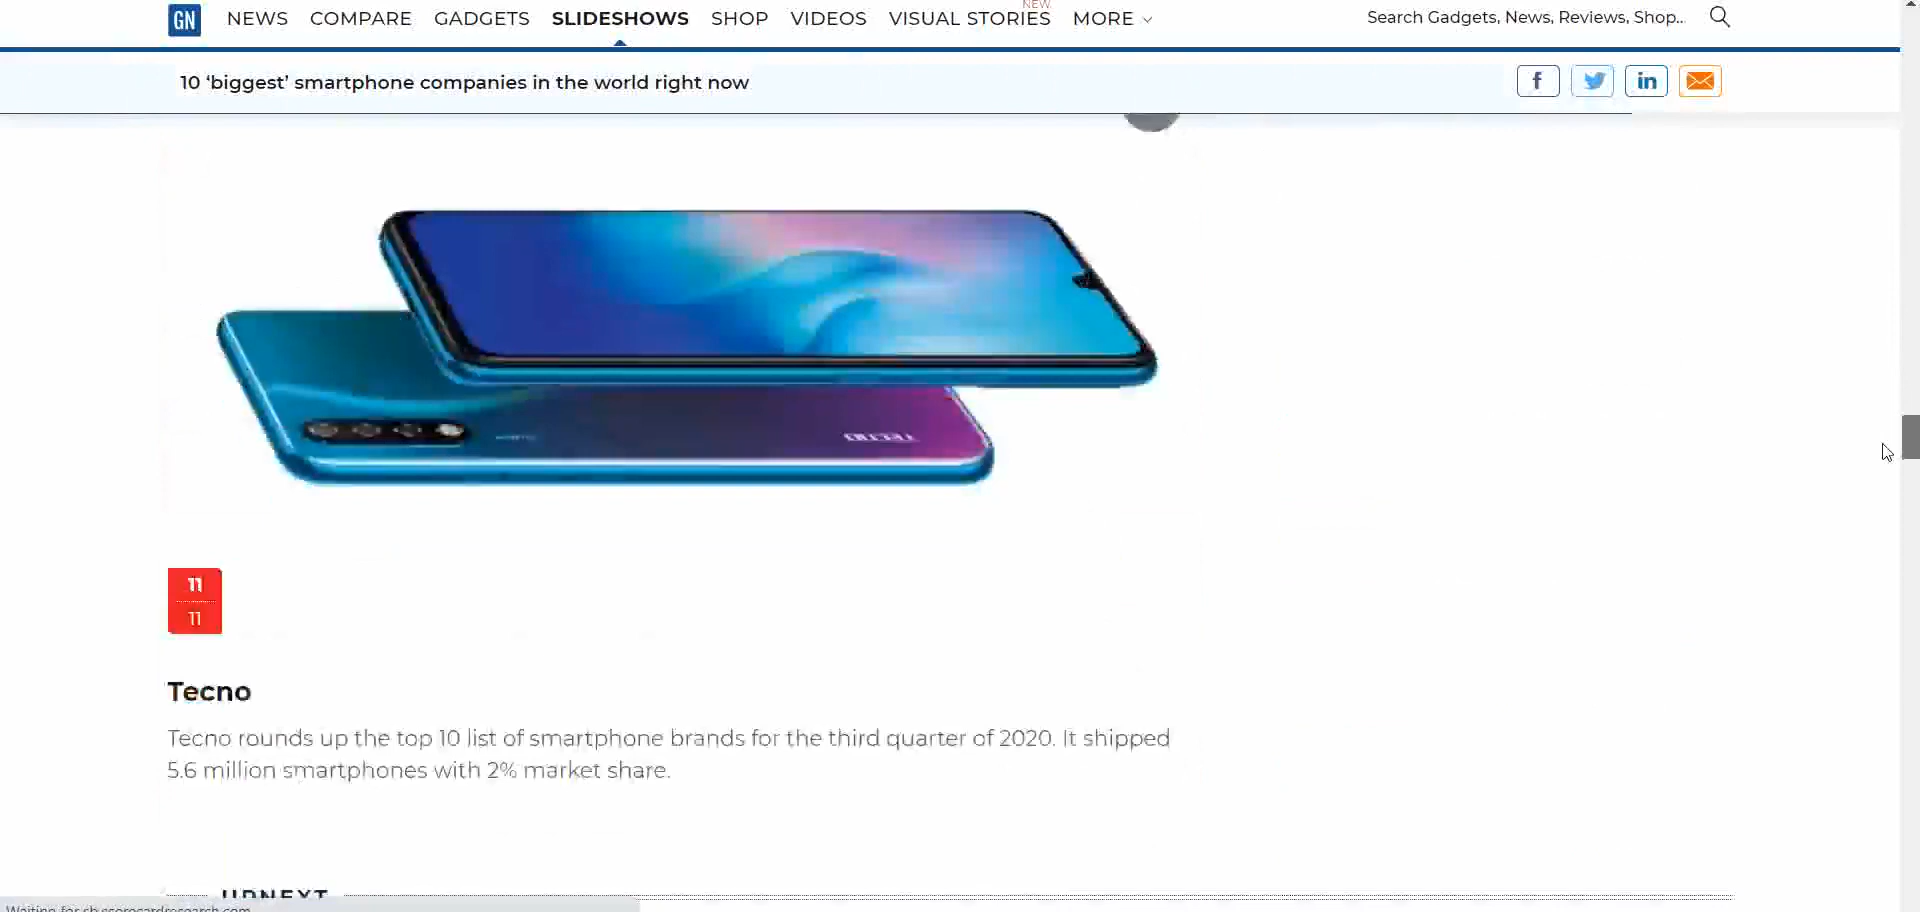 NEW
GN NEWS COMPARE GADGETS SLIDESHOWS SHOP VIDEOS VISUAL STORIES MORE Search Gadgets, News, Reviews, Shop...
10 ‘biggest’ smartphone companies in the world right now
f in
TECNO
11
11
Tecno
Tecno rounds up the top 10 list of smartphone brands for the third quarter of 2020. It shipped
5.6 million smartphones with 2% market share.
UPNEXT